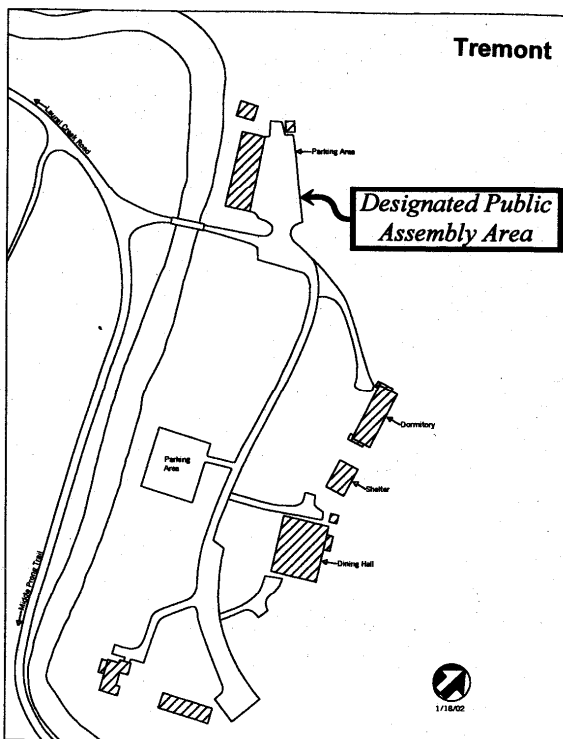 Tremont
Laurel Creek Road
Parking Area
Designated Public
Assembly Area
Dormitory
Parking
Area
Shelter
Dining Hall
Middle Prong Trail
1/18/02